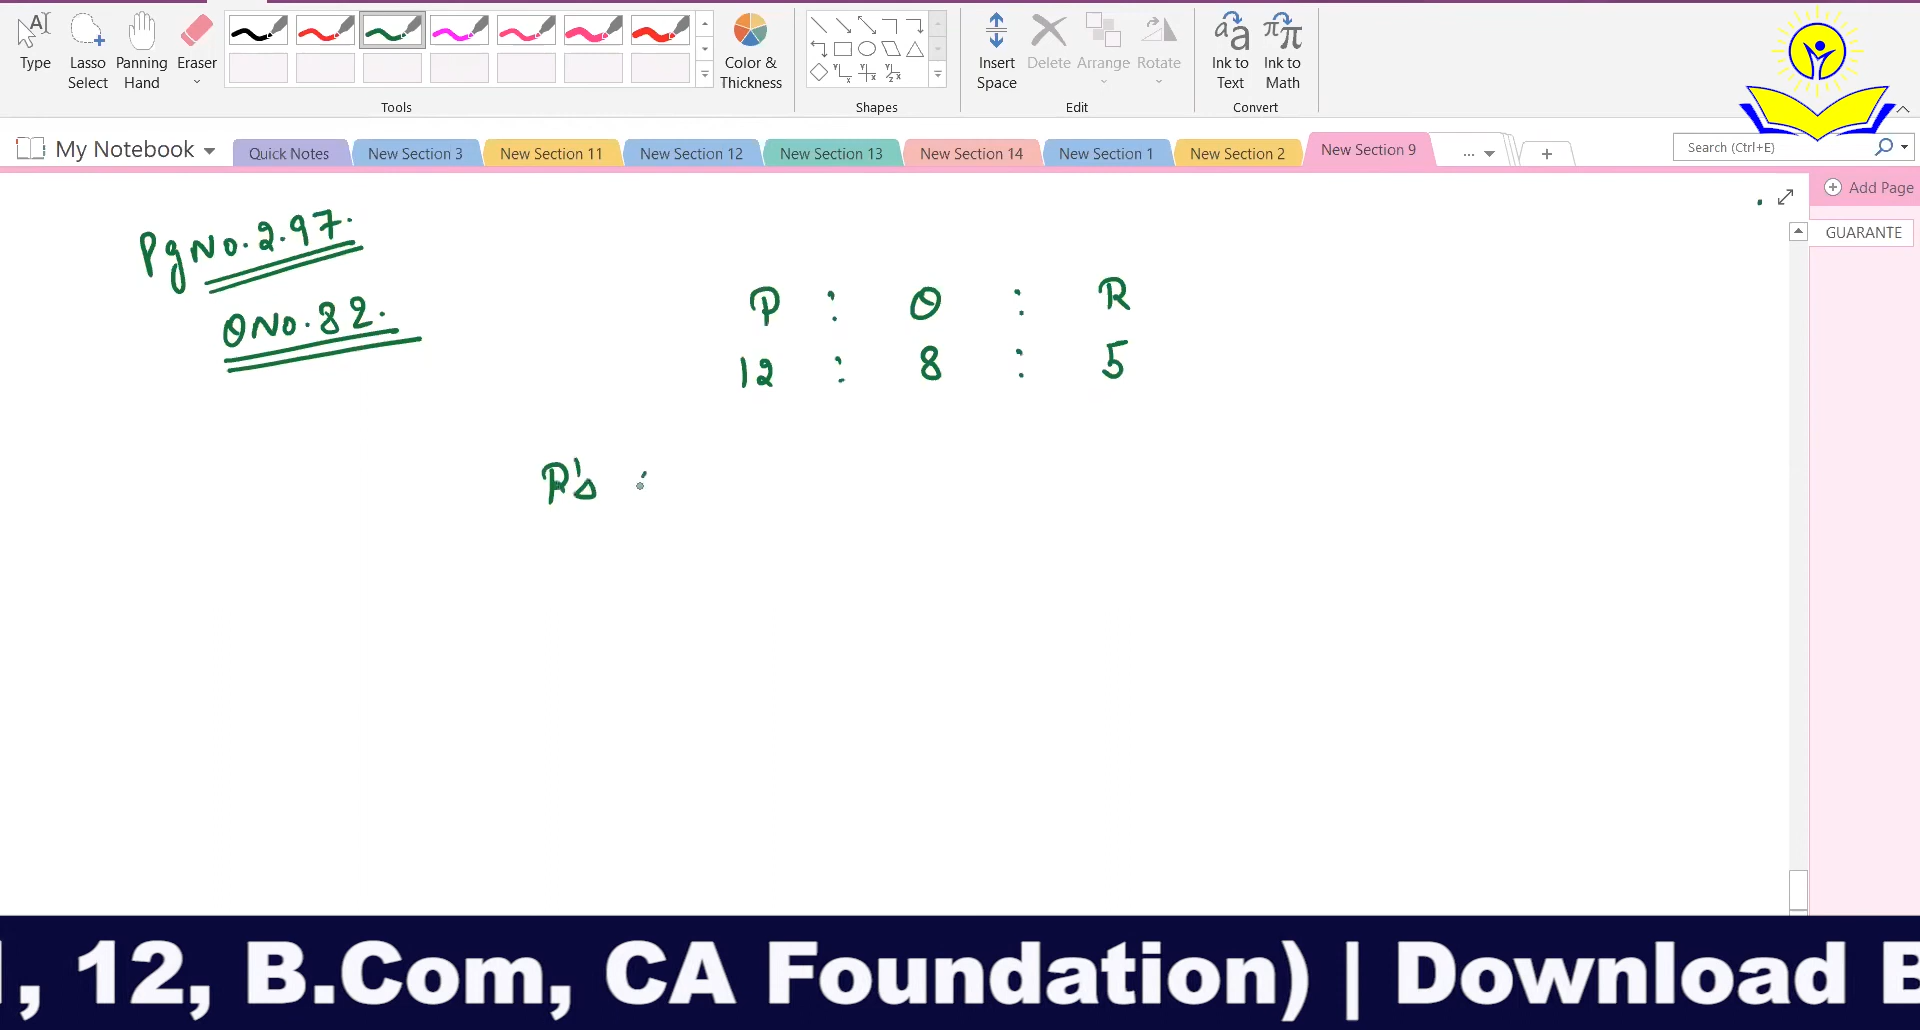 Type
Lasso Select
Panning Hand
Eraser
Color & Thickness
Insert Space
Delete
Arrange
Rotate
Ink to Text
Ink to Math
Tools
Shapes
Edit
Convert
My Notebook
Quick Notes
New Section 3
New Section 11
New Section 12
New Section 13
New Section 14
New Section 1
New Section 2
New Section 9
...
Search (Ctrl+E)
Add Page
GUARANTE
Pg No. 2.97.
QNo. 82.
P : Q : R
12 : 8 : 5
R's :
, 12, B.Com, CA Foundation) | Download